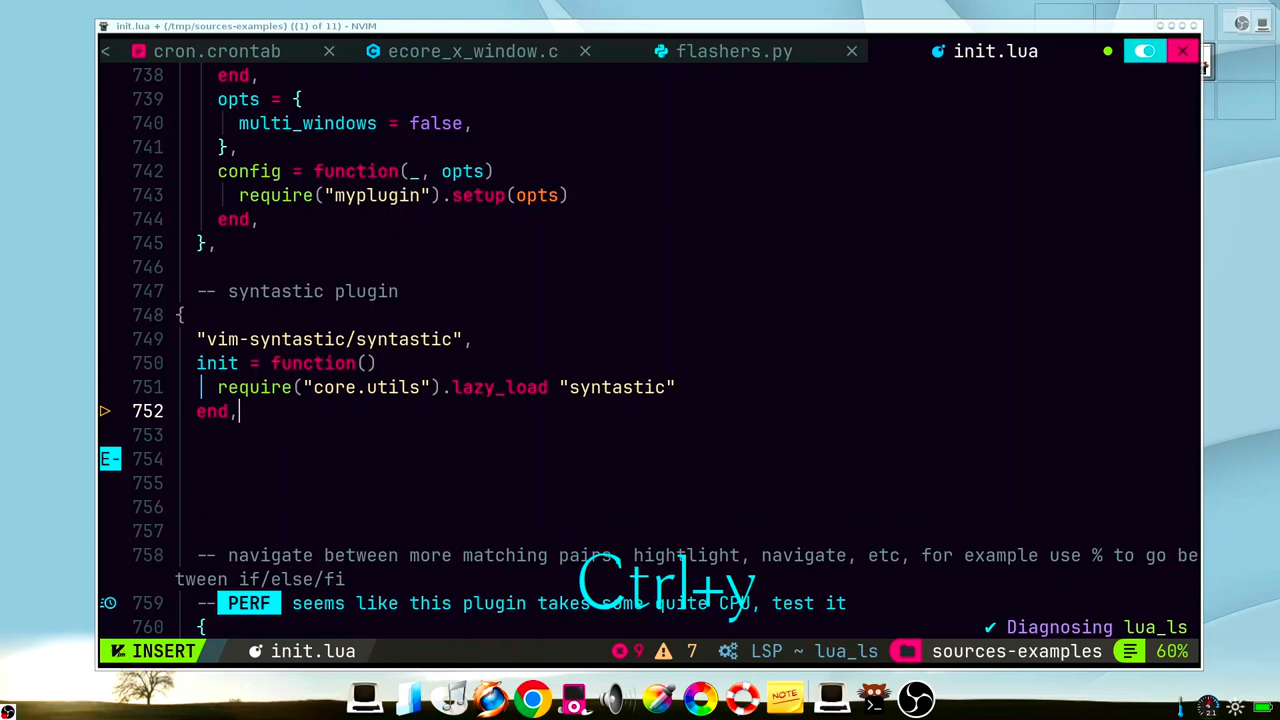 init.lua + (/tmp/sources-examples) ((1) of 11) - NVIM
< cron.crontab × ecore_x_window.c × flashers.py × init.lua ● ×
738 end,
739 opts = {
740 multi_windows = false,
741 },
742 config = function(_, opts)
743 require("myplugin").setup(opts)
744 end,
745 },
746
747 -- syntastic plugin
748 {
749 "vim-syntastic/syntastic",
750 init = function()
751 require("core.utils").lazy_load "syntastic"
752 end,
753
E- 754
755
756
757
758 -- navigate between more matching pairs, hightlight, navigate, etc, for example use % to go be
tween if/else/fi
Ctrl+y
759 -- PERF seems like this plugin takes some quite CPU, test it
760 {
✔ Diagnosing lua_ls
INSERT init.lua 9 7 LSP ~ lua_ls sources-examples 60%
NOTE
2.1